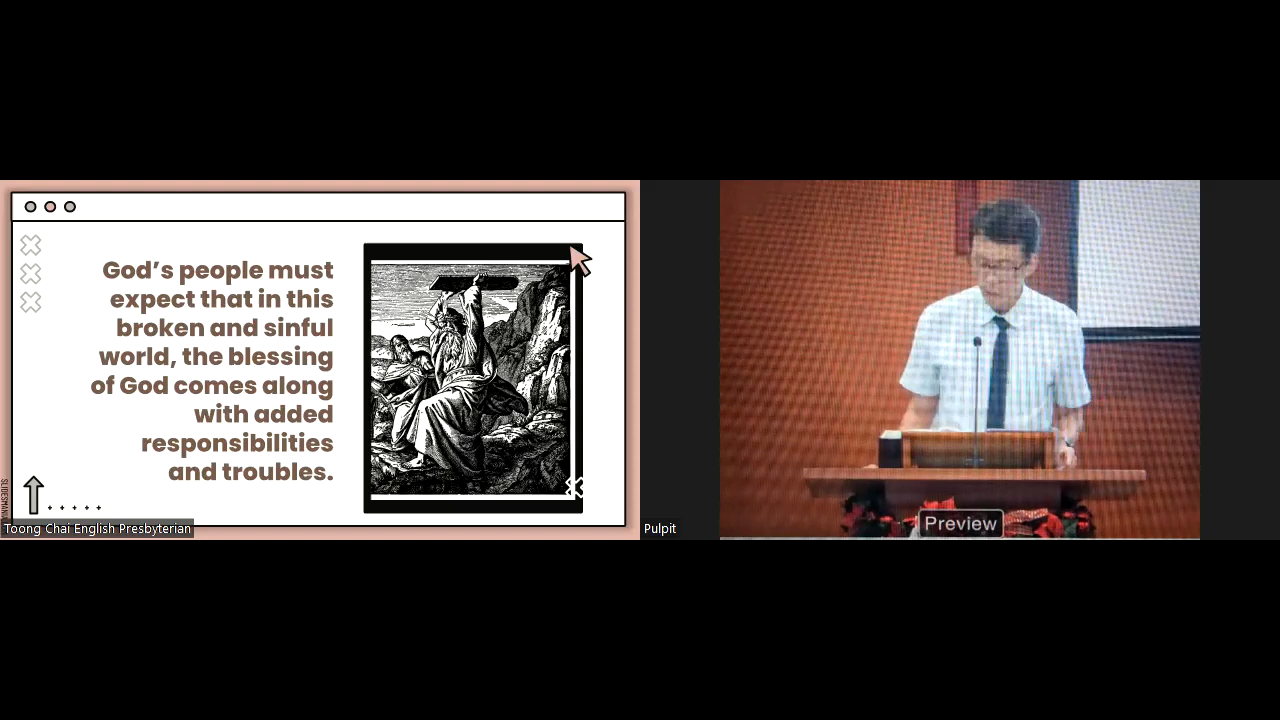 God’s people must
expect that in this
broken and sinful
world, the blessing
of God comes along
with added
responsibilities
and troubles.
SLIDESMANIA
Toong Chai English Presbyterian
Pulpit
Preview